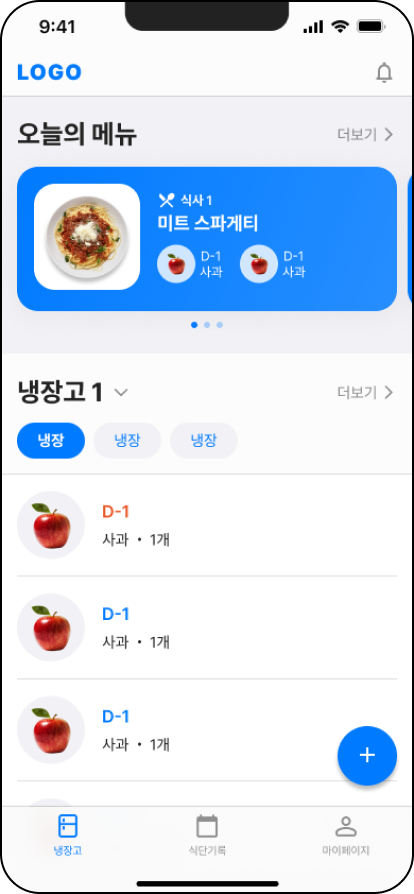 9:41
LOGO
오늘의 메뉴
더보기
식사 1
미트 스파게티
D-1
사과
D-1
사과
냉장고 1
더보기
냉장
냉장
냉장
D-1
사과 • 1개
D-1
사과 • 1개
D-1
사과 • 1개
+
냉장고
식단기록
마이페이지